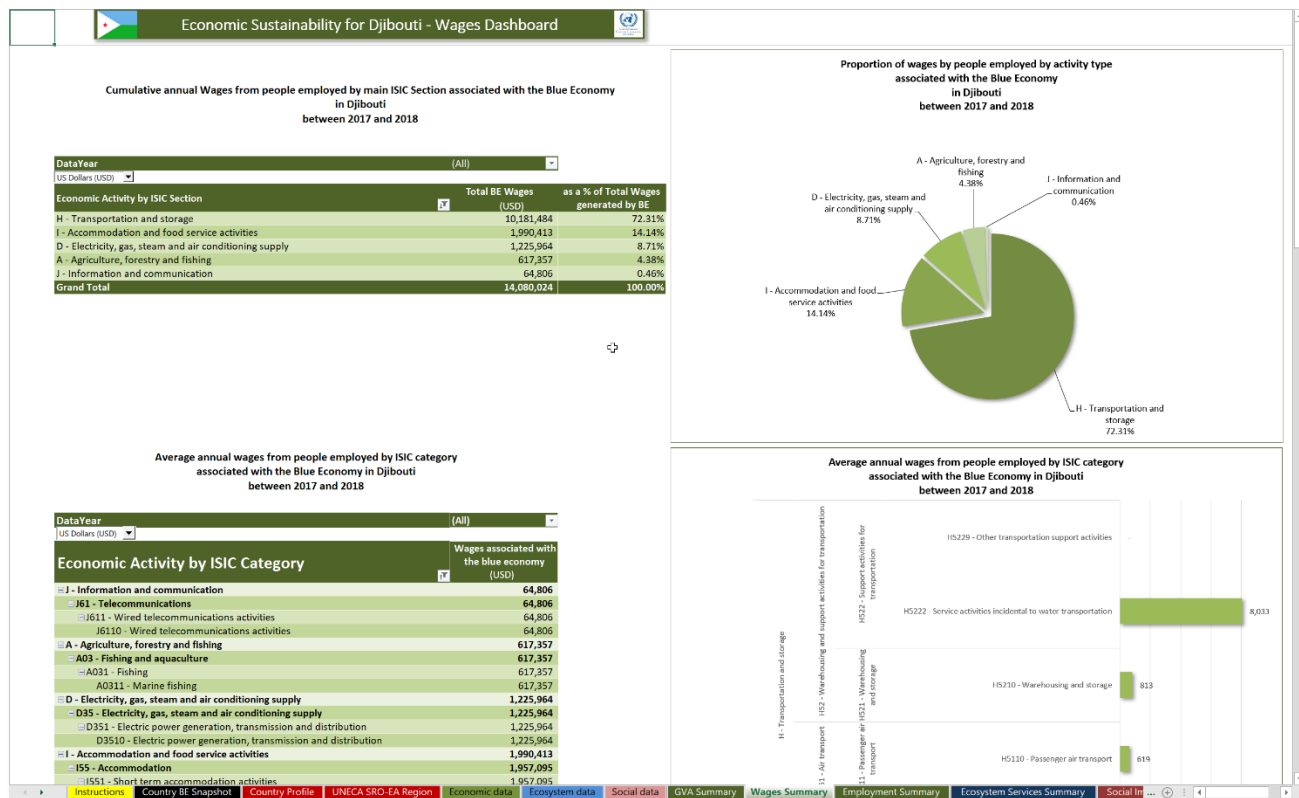 Economic Sustainability for Djibouti - Wages Dashboard
Cumulative annual Wages from people employed by main ISIC Section associated with the Blue Economy
in Djibouti
between 2017 and 2018
DataYear (All)
US Dollars (USD)
Economic Activity by ISIC Section Total BE Wages (USD) as a % of Total Wages generated by BE
H - Transportation and storage 10,181,484 72.31%
I - Accommodation and food service activities 1,990,413 14.14%
D - Electricity, gas, steam and air conditioning supply 1,225,964 8.71%
A - Agriculture, forestry and fishing 617,357 4.38%
J - Information and communication 64,806 0.46%
Grand Total 14,080,024 100.00%
Proportion of wages by people employed by activity type
associated with the Blue Economy
in Djibouti
between 2017 and 2018
A - Agriculture, forestry and
fishing
4.38%
J - Information and
communication
0.46%
D - Electricity, gas, steam and
air conditioning supply
8.71%
I - Accommodation and food
service activities
14.14%
H - Transportation and
storage
72.31%
Average annual wages from people employed by ISIC category
associated with the Blue Economy in Djibouti
between 2017 and 2018
DataYear (All)
US Dollars (USD)
Economic Activity by ISIC Category Wages associated with the blue economy (USD)
J - Information and communication 64,806
J61 - Telecommunications 64,806
J611 - Wired telecommunications activities 64,806
J6110 - Wired telecommunications activities 64,806
A - Agriculture, forestry and fishing 617,357
A03 - Fishing and aquaculture 617,357
A031 - Fishing 617,357
A0311 - Marine fishing 617,357
D - Electricity, gas, steam and air conditioning supply 1,225,964
D35 - Electricity, gas, steam and air conditioning supply 1,225,964
D351 - Electric power generation, transmission and distribution 1,225,964
D3510 - Electric power generation, transmission and distribution 1,225,964
I - Accommodation and food service activities 1,990,413
I55 - Accommodation 1,957,095
I551 - Short term accommodation activities 1,957,095
Average annual wages from people employed by ISIC category
associated with the Blue Economy in Djibouti
between 2017 and 2018
H - Transportation and storage
H52 - Warehousing and support activities for transportation
H522 - Support activities for
transportation
H5229 - Other transportation support activities -
H5222 - Service activities incidental to water transportation 8,033
H521 - Warehousing
and storage
H5210 - Warehousing and storage 813
51 - Air transport
11 - Passenger air
transport
H5110 - Passenger air transport 619
Instructions Country BE Snapshot Country Profile UNECA SRO-EA Region Economic data Ecosystem data Social data GVA Summary Wages Summary Employment Summary Ecosystem Services Summary Social In ...